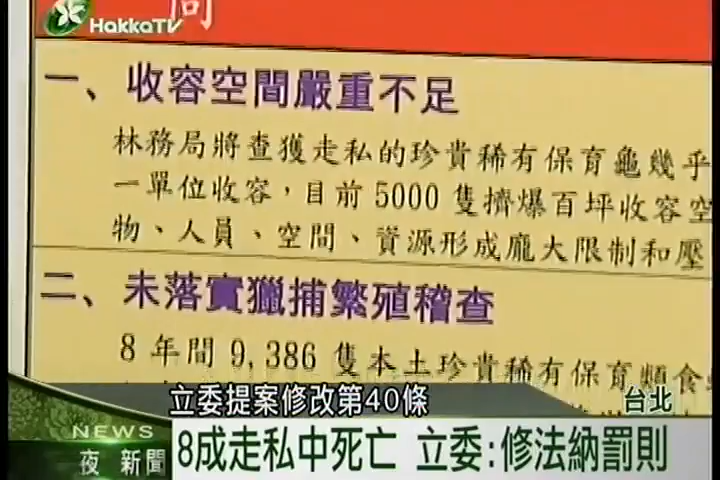 HakkaTV
一、收容空間嚴重不足
林務局將查獲走私的珍貴稀有保育龜幾乎
一單位收容，目前5000隻擠爆百坪收容空
物、人員、空間、資源形成龐大限制和壓
二、未落實獵捕繁殖稽查
8年間9,386隻本土珍貴稀有保育類食
立委提案修改第40條
台北
NEWS
夜新聞
8成走私中死亡 立委:修法納罰則